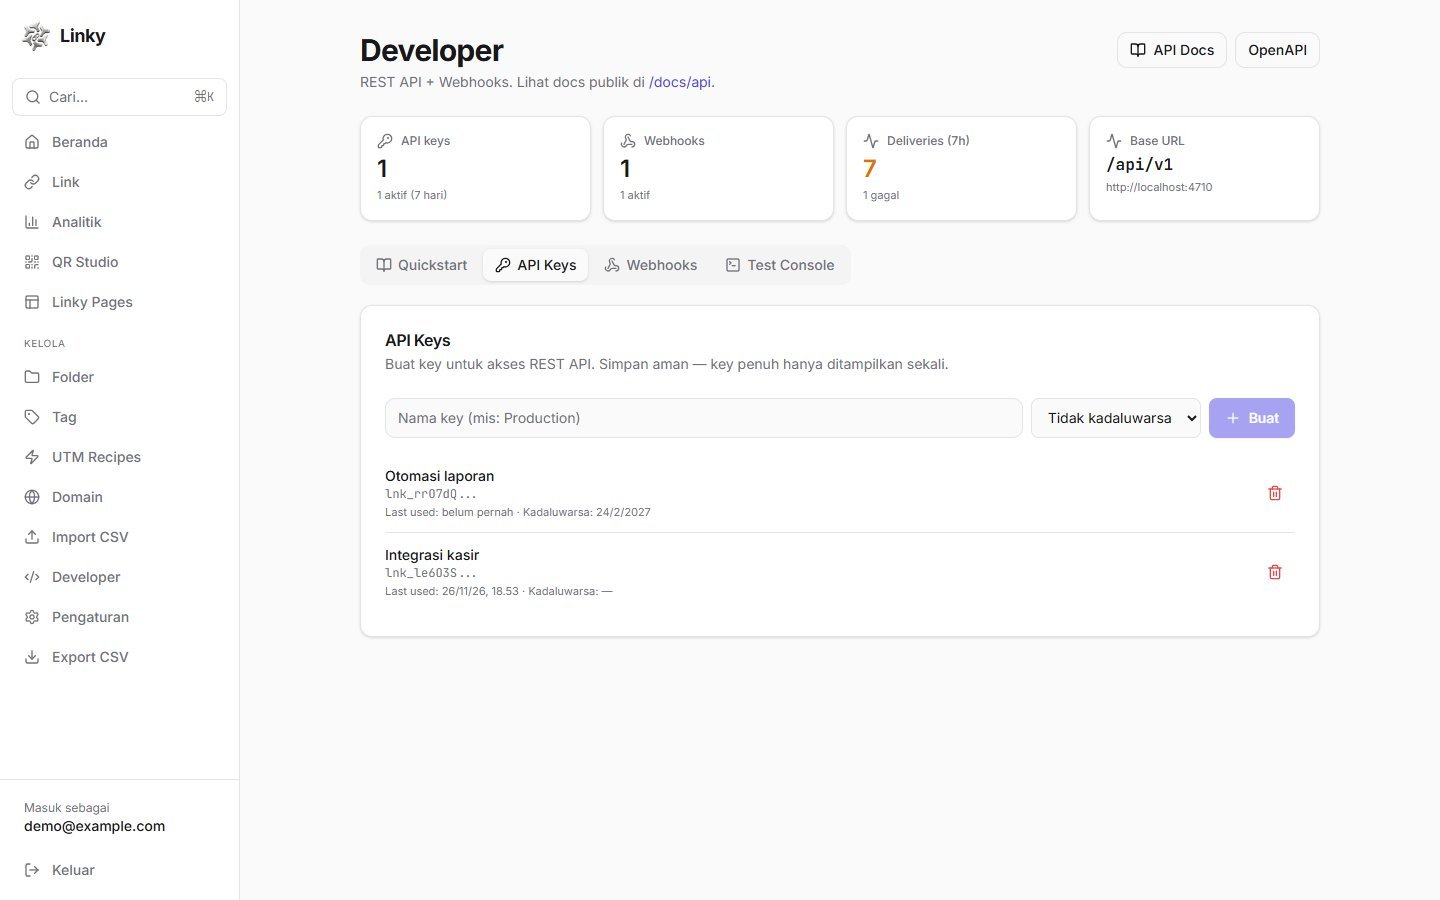 Linky
Cari...
⌘K
Beranda
Link
Analitik
QR Studio
Linky Pages
KELOLA
Folder
Tag
UTM Recipes
Domain
Import CSV
Developer
Pengaturan
Export CSV
Masuk sebagai
demo@example.com
Keluar
Developer
REST API + Webhooks. Lihat docs publik di /docs/api.
API Docs
OpenAPI
API keys
1
1 aktif (7 hari)
Webhooks
1
1 aktif
Deliveries (7h)
7
1 gagal
Base URL
/api/v1
http://localhost:4710
Quickstart
API Keys
Webhooks
Test Console
API Keys
Buat key untuk akses REST API. Simpan aman — key penuh hanya ditampilkan sekali.
Nama key (mis: Production)
Tidak kadaluwarsa
+ Buat
Otomasi laporan
lnk_rr07dQ...
Last used: belum pernah · Kadaluwarsa: 24/2/2027
Integrasi kasir
lnk_le6O3S...
Last used: 26/11/26, 18.53 · Kadaluwarsa: —